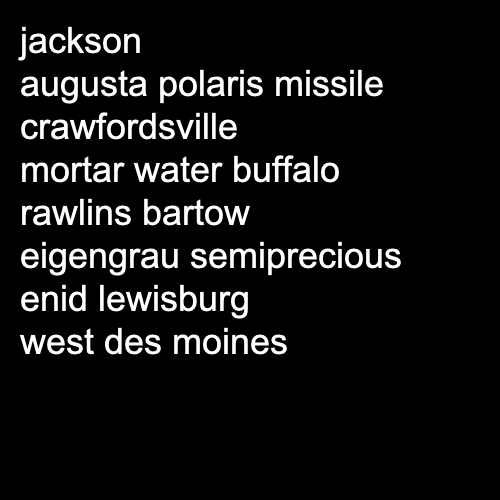 jackson
augusta polaris missile
crawfordsville
mortar water buffalo
rawlins bartow
eigengrau semiprecious
enid lewisburg
west des moines